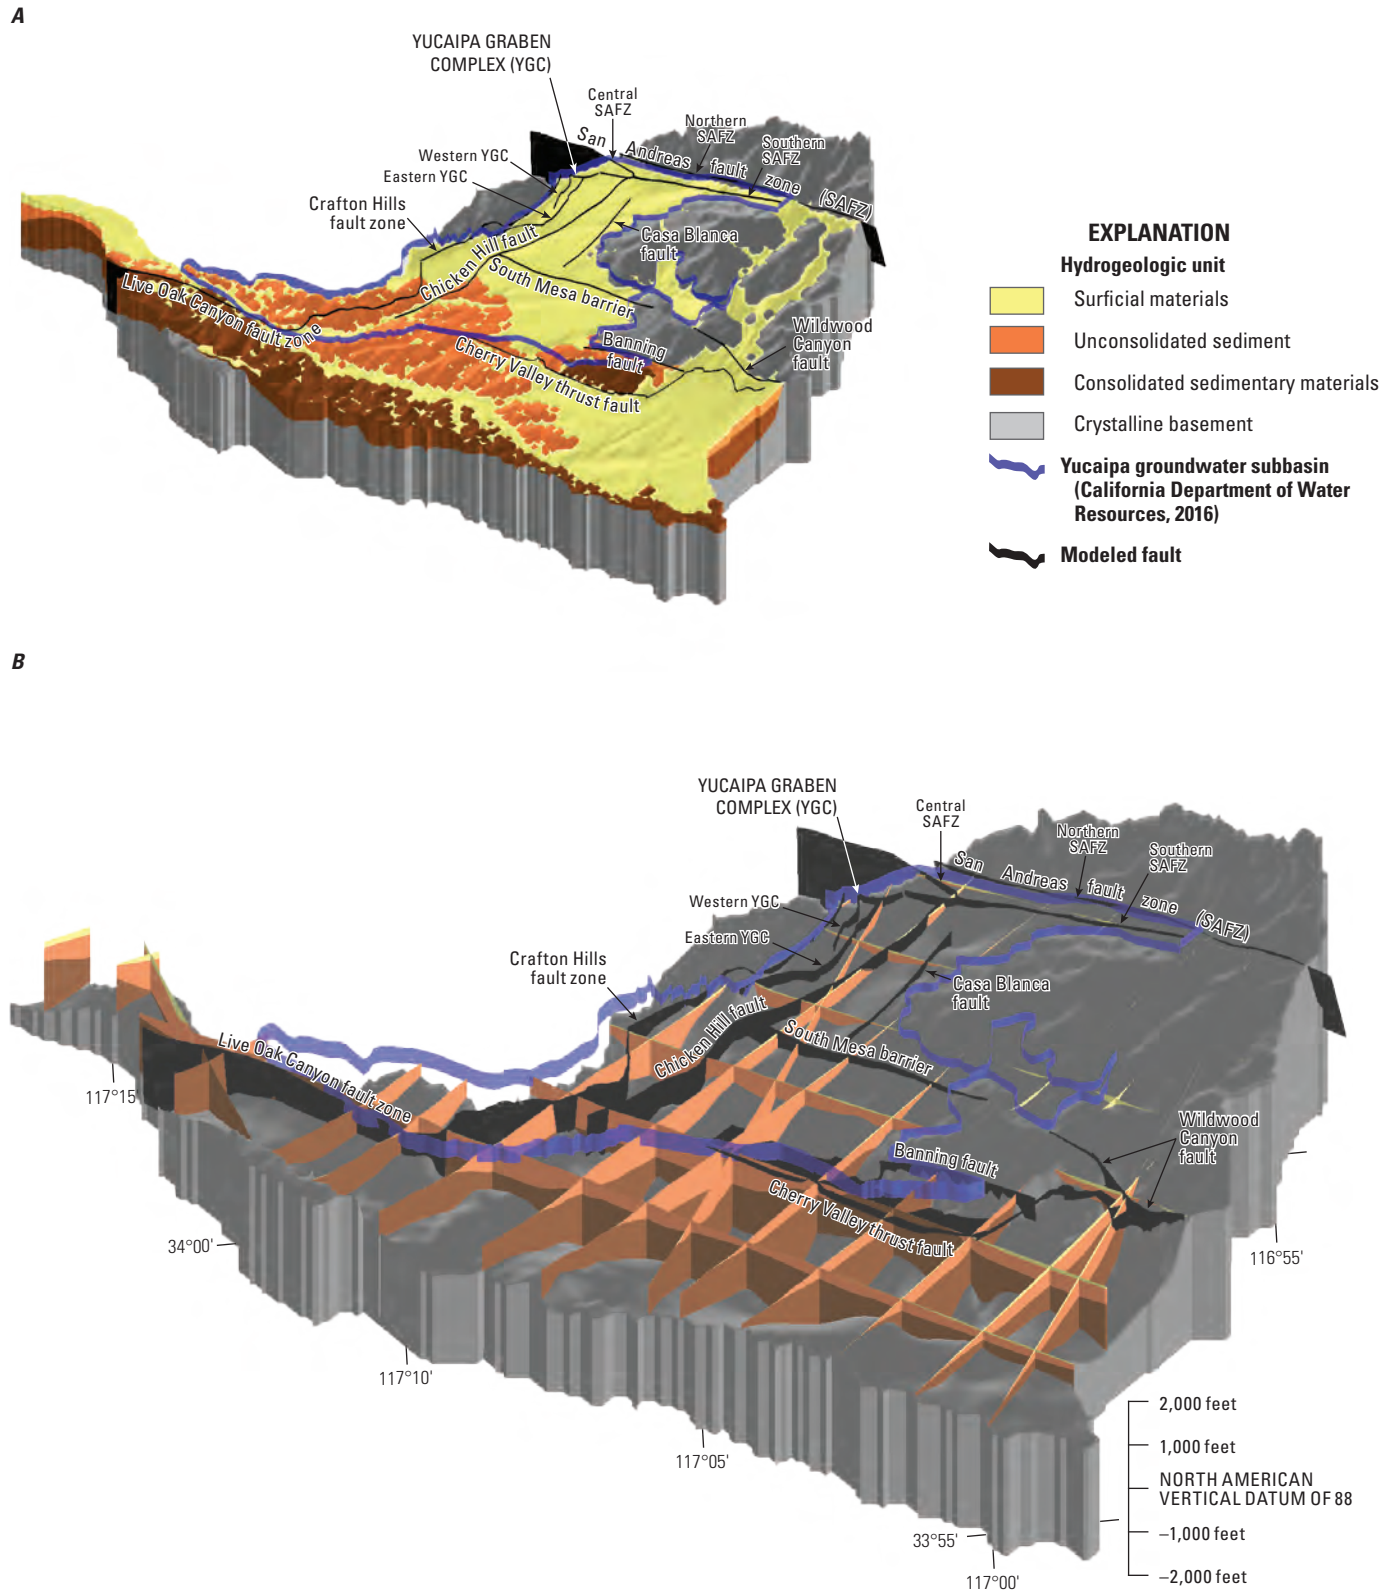 A
YUCAIPA GRABEN
COMPLEX (YGC)
Central
SAFZ
Northern
SAFZ
Southern
SAFZ
San Andreas fault zone (SAFZ)
Western YGC
Eastern YGC
Crafton Hills
fault zone
Chicken Hill fault
Casa Blanca
fault
South Mesa barrier
Live Oak Canyon fault zone
Banning
fault
Wildwood
Canyon
fault
Cherry Valley thrust fault
EXPLANATION
Hydrogeologic unit
Surficial materials
Unconsolidated sediment
Consolidated sedimentary materials
Crystalline basement
Yucaipa groundwater subbasin
(California Department of Water
Resources, 2016)
Modeled fault
B
YUCAIPA GRABEN
COMPLEX (YGC)
Central
SAFZ
Northern
SAFZ
Southern
SAFZ
San Andreas fault zone (SAFZ)
Western YGC
Eastern YGC
Crafton Hills
fault zone
Casa Blanca
fault
Chicken Hill fault
South Mesa barrier
Live Oak Canyon fault zone
117°15'
Wildwood
Canyon
fault
Banning fault
Cherry Valley thrust fault
34°00'
116°55'
117°10'
117°05'
2,000 feet
1,000 feet
NORTH AMERICAN
VERTICAL DATUM OF 88
–1,000 feet
–2,000 feet
33°55'
117°00'